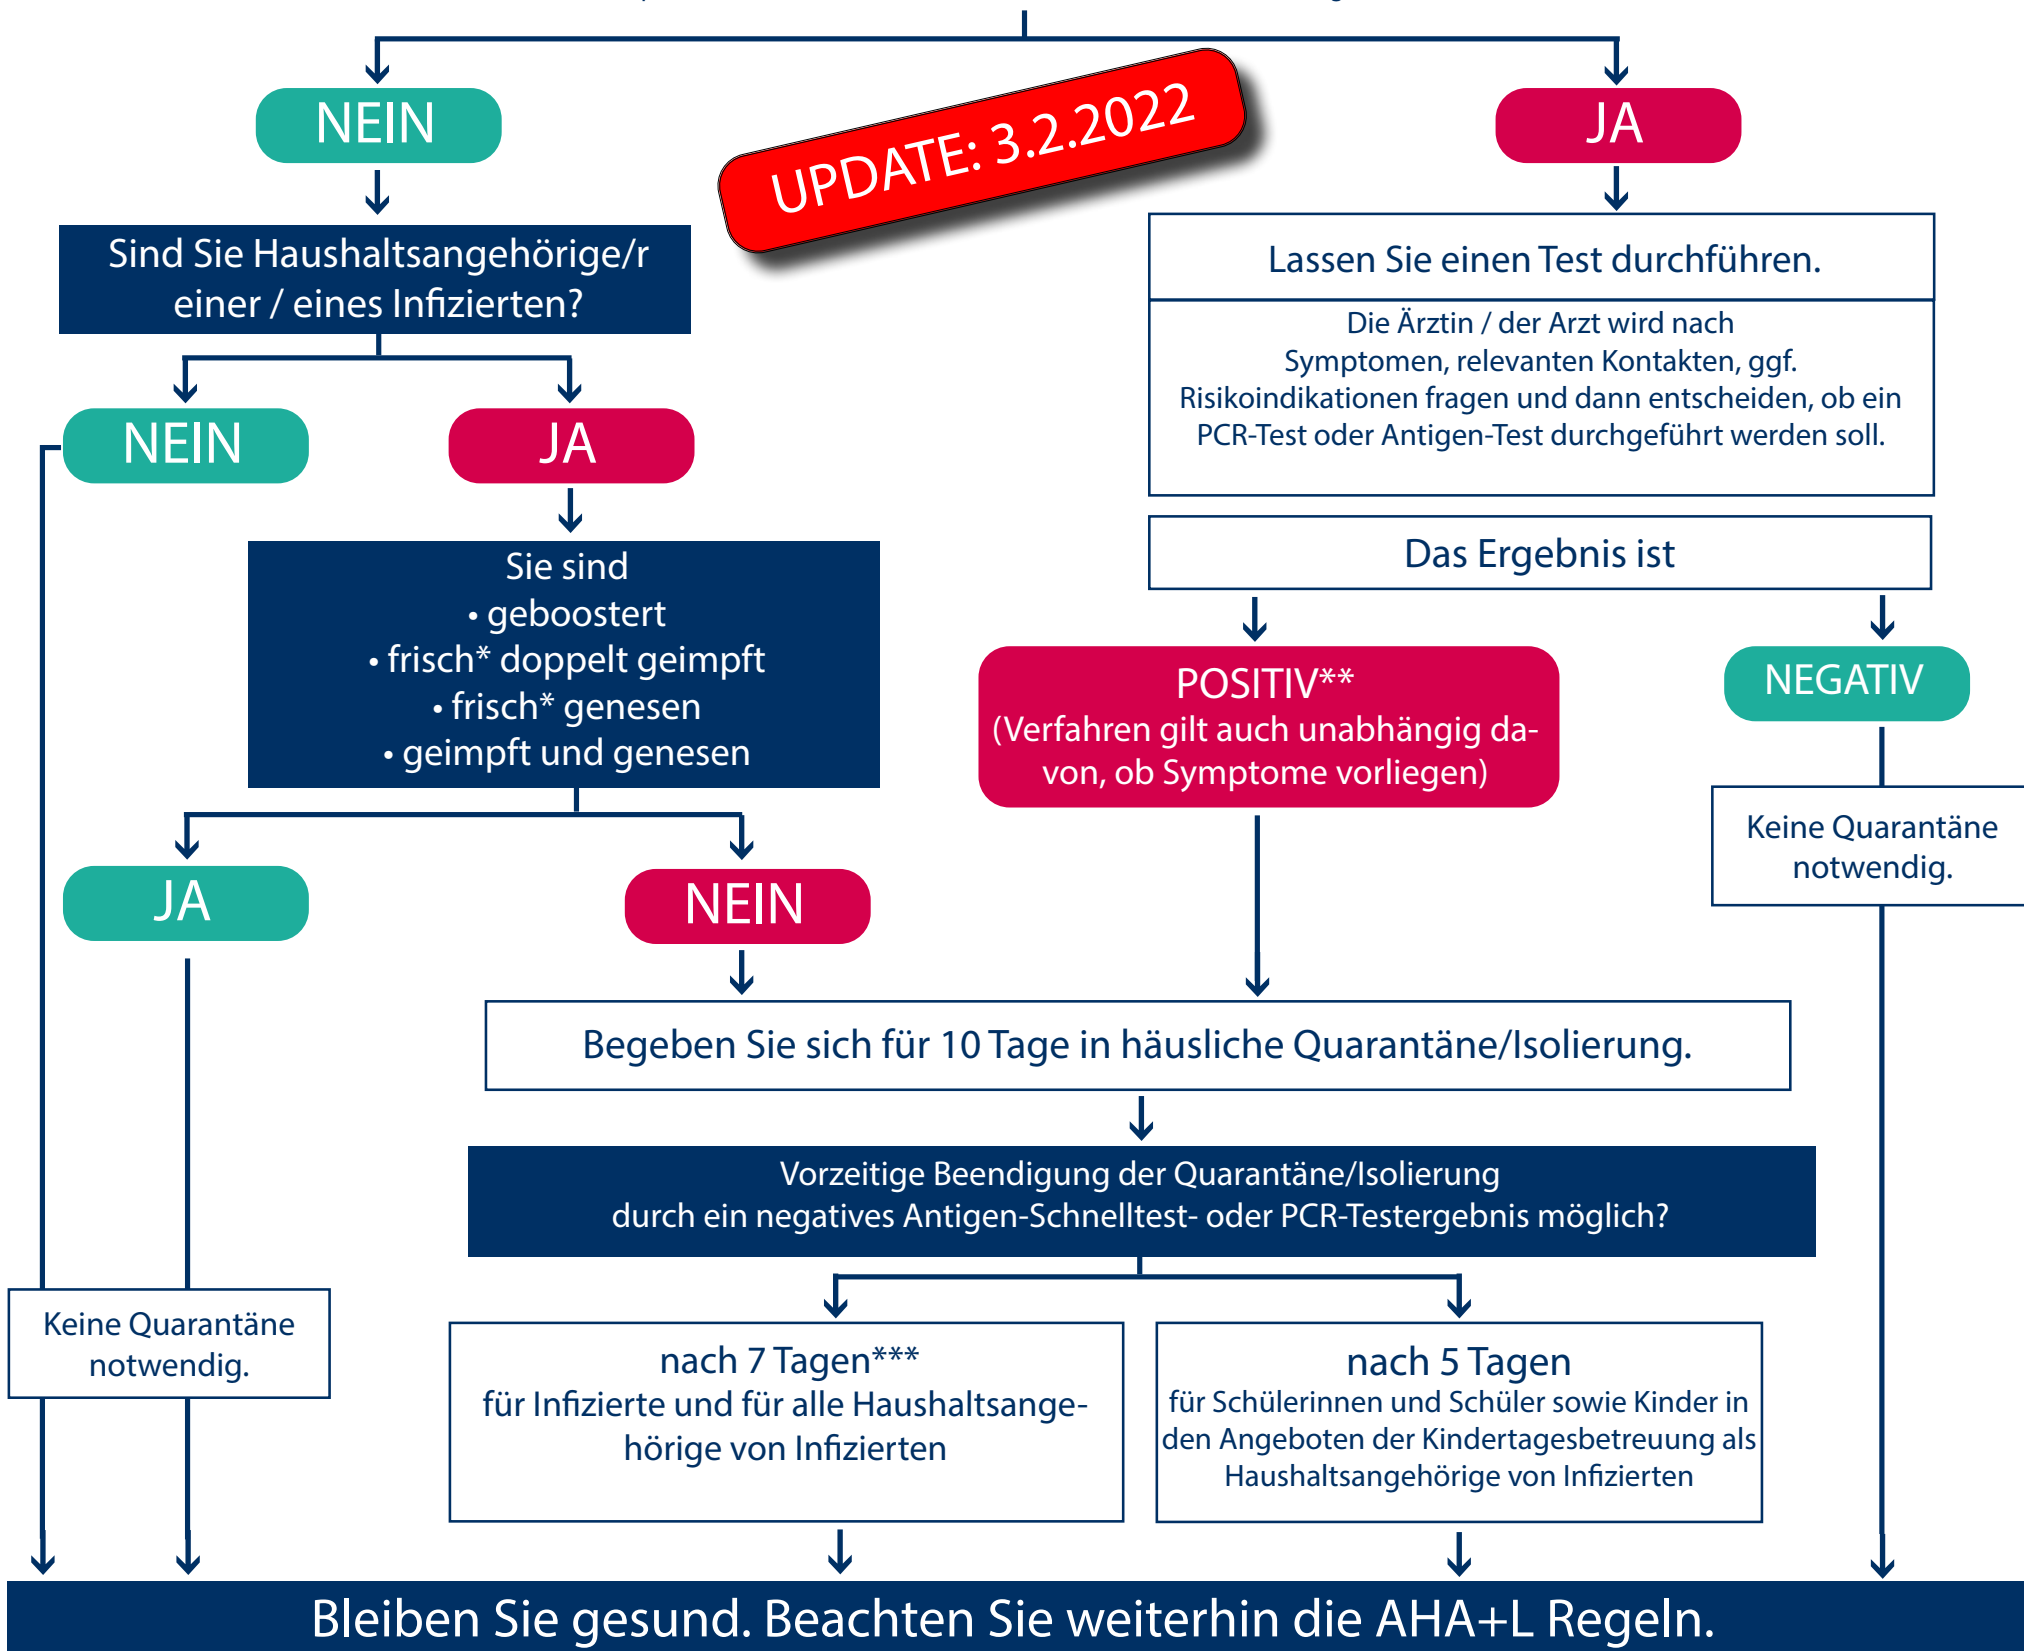 NEIN
UPDATE: 3.2.2022
JA
Sind Sie Haushaltsangehörige/r
einer / eines Infizierten?
Lassen Sie einen Test durchführen.
Die Ärztin / der Arzt wird nach
Symptomen, relevanten Kontakten, ggf.
Risikoindikationen fragen und dann entscheiden, ob ein
PCR-Test oder Antigen-Test durchgeführt werden soll.
NEIN
JA
Das Ergebnis ist
Sie sind
• geboostert
• frisch* doppelt geimpft
• frisch* genesen
• geimpft und genesen
POSITIV**
(Verfahren gilt auch unabhängig da-
von, ob Symptome vorliegen)
NEGATIV
Keine Quarantäne
notwendig.
JA
NEIN
Begeben Sie sich für 10 Tage in häusliche Quarantäne/Isolierung.
Vorzeitige Beendigung der Quarantäne/Isolierung
durch ein negatives Antigen-Schnelltest- oder PCR-Testergebnis möglich?
Keine Quarantäne
notwendig.
nach 7 Tagen***
für Infizierte und für alle Haushaltsange-
hörige von Infizierten
nach 5 Tagen
für Schülerinnen und Schüler sowie Kinder in
den Angeboten der Kindertagesbetreuung als
Haushaltsangehörige von Infizierten
Bleiben Sie gesund. Beachten Sie weiterhin die AHA+L Regeln.